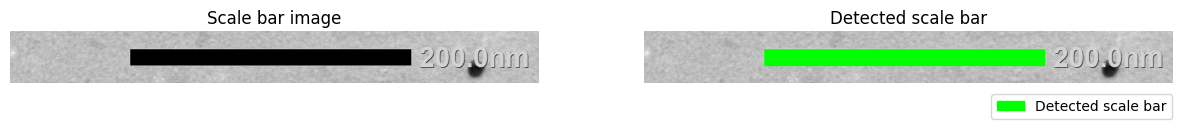 Scale bar image
200.0nm
Detected scale bar
200.0nm
Detected scale bar